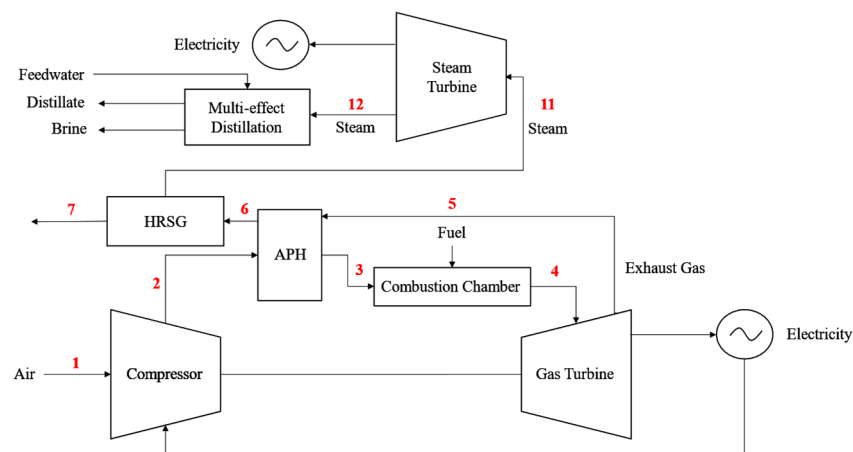 Electricity
Steam
Turbine
Feedwater
Distillate
Brine
Multi-effect
Distillation
12
Steam
11
Steam
7
HRSG
6
5
APH
Fuel
2
3
Combustion Chamber
4
Exhaust Gas
1
Air
Compressor
Gas Turbine
Electricity